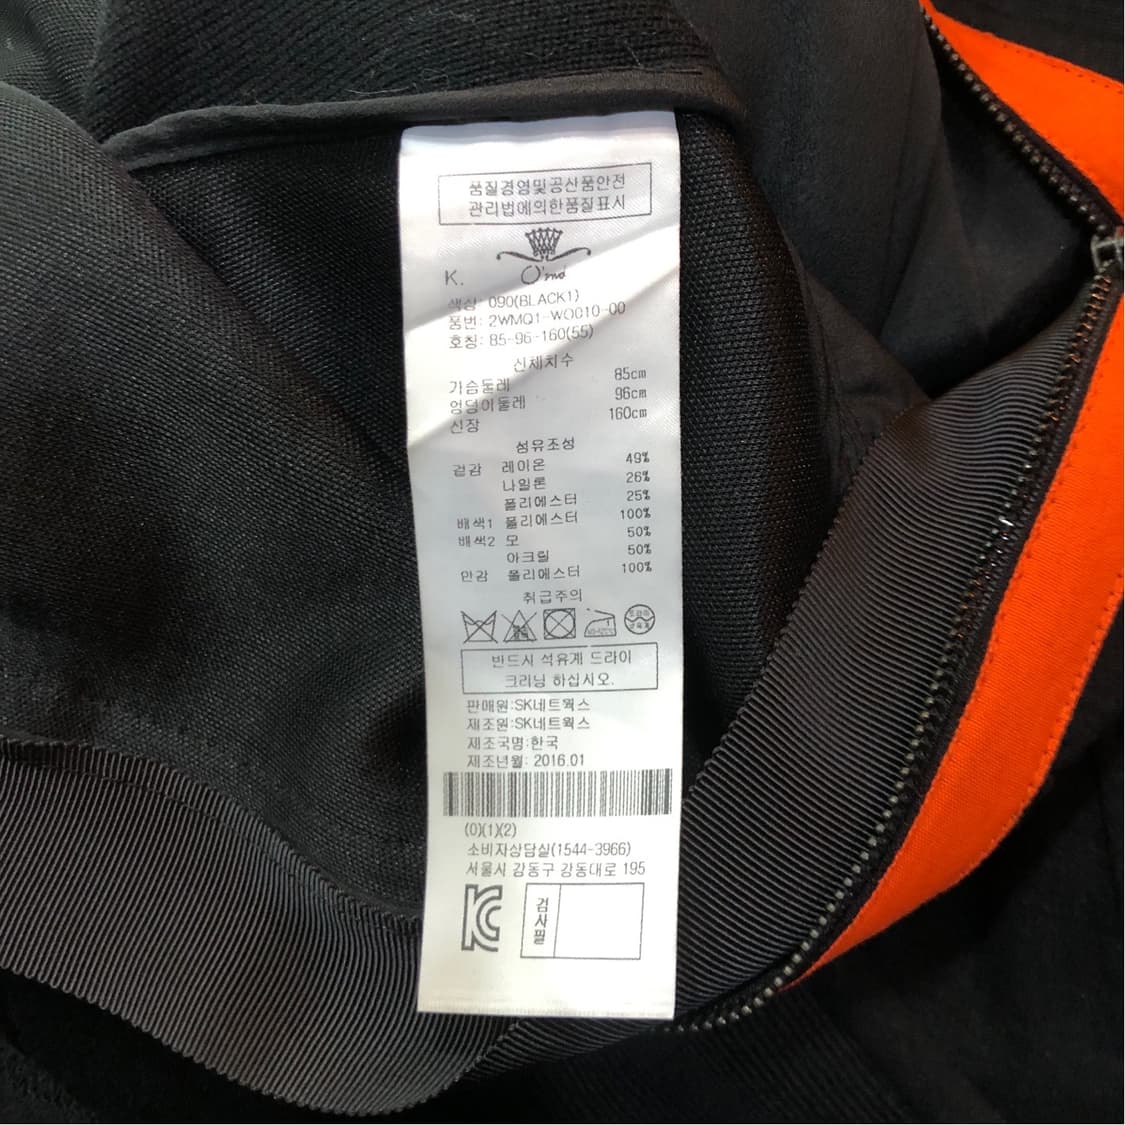 품질경영및공산품안전
관리법에의한품질표시
K.
O'2nd
색상: 090(BLACK1)
품번: 2WMQ1-WO010-00
호칭: 85-96-160(55)
신체치수
가슴둘레 85cm
엉덩이둘레 96cm
신장 160cm
섬유조성
겉감 레이온 49%
나일론 26%
폴리에스터 25%
배색1 폴리에스터 100%
배색2 모 50%
아크릴 50%
안감 폴리에스터 100%
취급주의
드라이
석유계
반드시 석유계 드라이
크리닝 하십시오.
판매원:SK네트웍스
제조원:SK네트웍스
제조국명:한국
제조년월: 2016.01
(0)(1)(2)
소비자상담실(1544-3966)
서울시 강동구 강동대로 195
KC
검사필